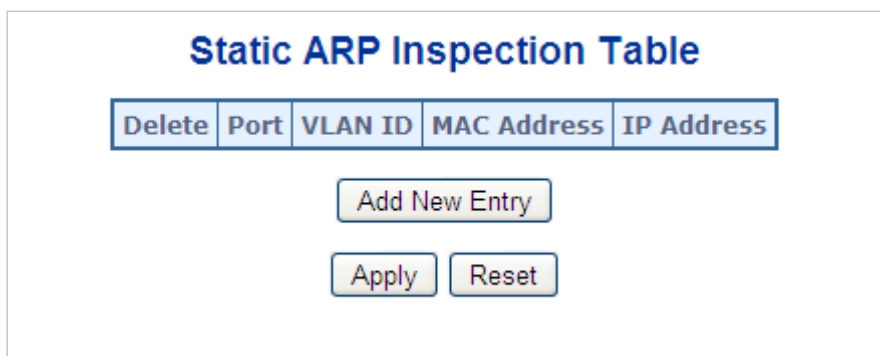 Static ARP Inspection Table
Delete Port VLAN ID MAC Address IP Address
Add New Entry
Apply Reset